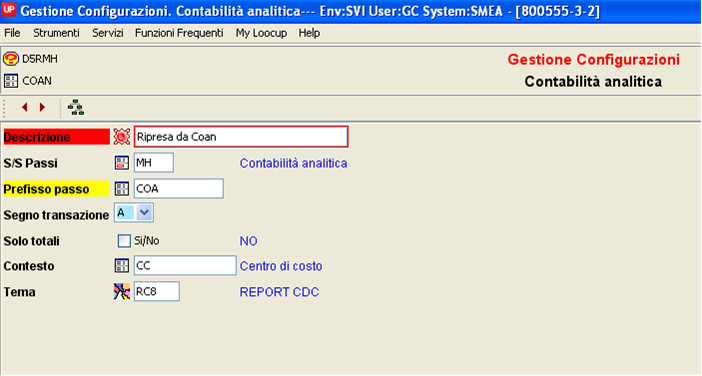 UP Gestione Configurazioni. Contabilità analitica--- Env:SVI User:GC System:SMEA - [800555-3-2]
File Strumenti Servizi Funzioni Frequenti My Loocup Help
D5RMH
Gestione Configurazioni
COAN
Contabilità analitica
Descrizione Ripresa da Coan
S/S Passi MH Contabilità analitica
Prefisso passo COA
Segno transazione A
Solo totali Si/No NO
Contesto CC Centro di costo
Tema RC8 REPORT CDC